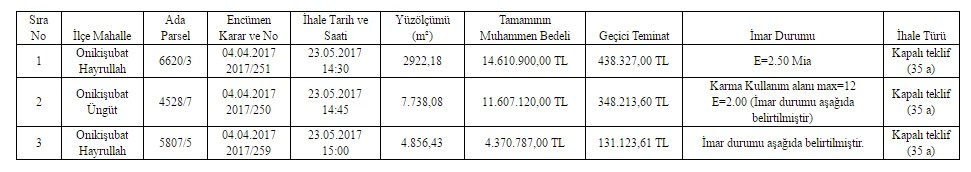 Sıra No | İlçe Mahalle | Ada Parsel | Encümen Karar ve No | İhale Tarih ve Saati | Yüzölçümü (m²) | Tamamının Muhammen Bedeli | Geçici Teminat | İmar Durumu | İhale Türü
1 | Onikişubat Hayrullah | 6620/3 | 04.04.2017 2017/251 | 23.05.2017 14:30 | 2922,18 | 14.610.900,00 TL | 438.327,00 TL | E=2.50 Mia | Kapalı teklif (35 a)
2 | Onikişubat Üngüt | 4528/7 | 04.04.2017 2017/250 | 23.05.2017 14:45 | 7.738,08 | 11.607.120,00 TL | 348.213,60 TL | Karma Kullanım alanı max=12 E=2.00 (İmar durumu aşağıda belirtilmiştir) | Kapalı teklif (35 a)
3 | Onikişubat Hayrullah | 5807/5 | 04.04.2017 2017/259 | 23.05.2017 15:00 | 4.856,43 | 4.370.787,00 TL | 131.123,61 TL | İmar durumu aşağıda belirtilmiştir. | Kapalı teklif (35 a)